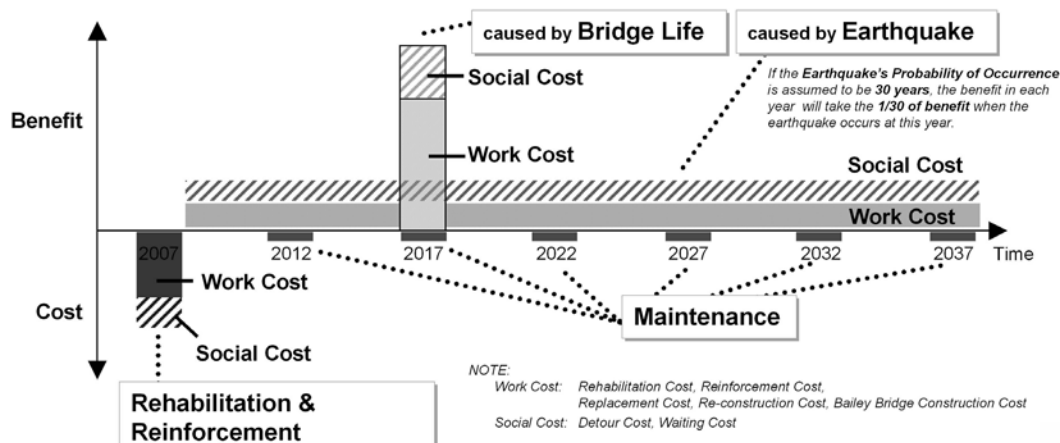 caused by Bridge Life
caused by Earthquake
Social Cost
If the Earthquake's Probability of Occurrence
is assumed to be 30 years, the benefit in each
year will take the 1/30 of benefit when the
earthquake occurs at this year.
Benefit
Work Cost
Social Cost
Work Cost
2007
2012
2017
2022
2027
2032
2037
Time
Work Cost
Cost
Maintenance
Social Cost
NOTE:
Work Cost: Rehabilitation Cost, Reinforcement Cost,
Replacement Cost, Re-construction Cost, Bailey Bridge Construction Cost
Social Cost: Detour Cost, Waiting Cost
Rehabilitation &
Reinforcement